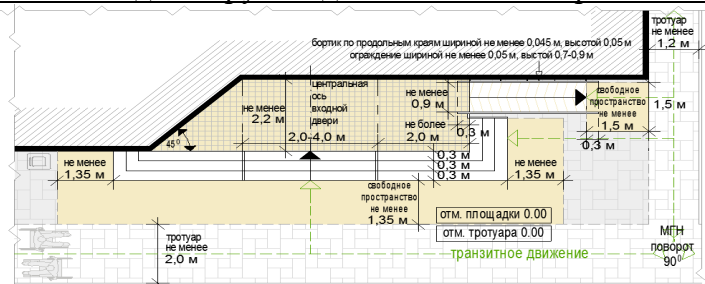 тротуар
не менее
1,2 м
бортик по продольным краям шириной не менее 0,045 м, высотой 0,05 м
ограждение шириной не менее 0,05 м, выстой 0,7-0,9 м
центральная
ось
входной
двери
не менее
2,2 м
2,0-4,0 м
не менее
0,9 м
не более
2,0 м
0,3 м
свободное
пространство
не менее
1,5 м
1,5 м
0,3 м
45⁰
0,3 м
0,3 м
0,3 м
не менее
1,35 м
не менее
1,35 м
свободное
пространство
не менее
1,35 м
отм. площадки 0.00
отм. тротуара 0.00
транзитное движение
тротуар
не менее
2,0 м
МГН
поворот
90⁰